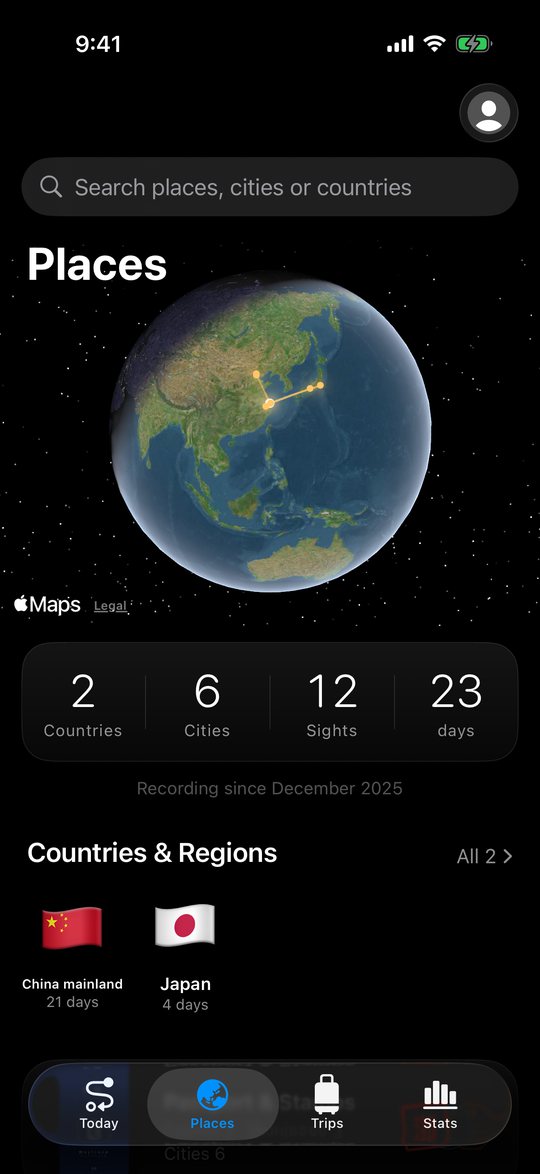 9:41
Search places, cities or countries
Places
Maps Legal
2 6 12 23
Countries Cities Sights days
Recording since December 2025
Countries & Regions
All 2
China mainland Japan
21 days 4 days
Today Places Trips Stats
Cities 6